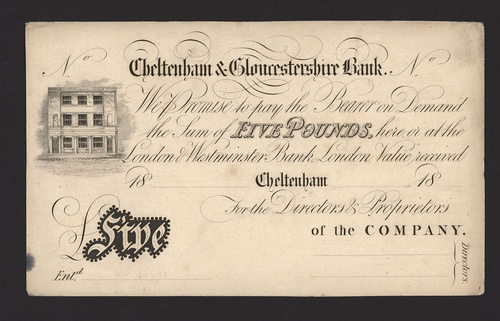 No Cheltenham & Gloucestershire Bank. No
We Promise to pay the Bearer on Demand
the Sum of FIVE POUNDS, here or at the
London & Westminster Bank, London Value received
18 Cheltenham 18
For the Directors & Proprietors
of the COMPANY.
£ Five
Directors
Entd.